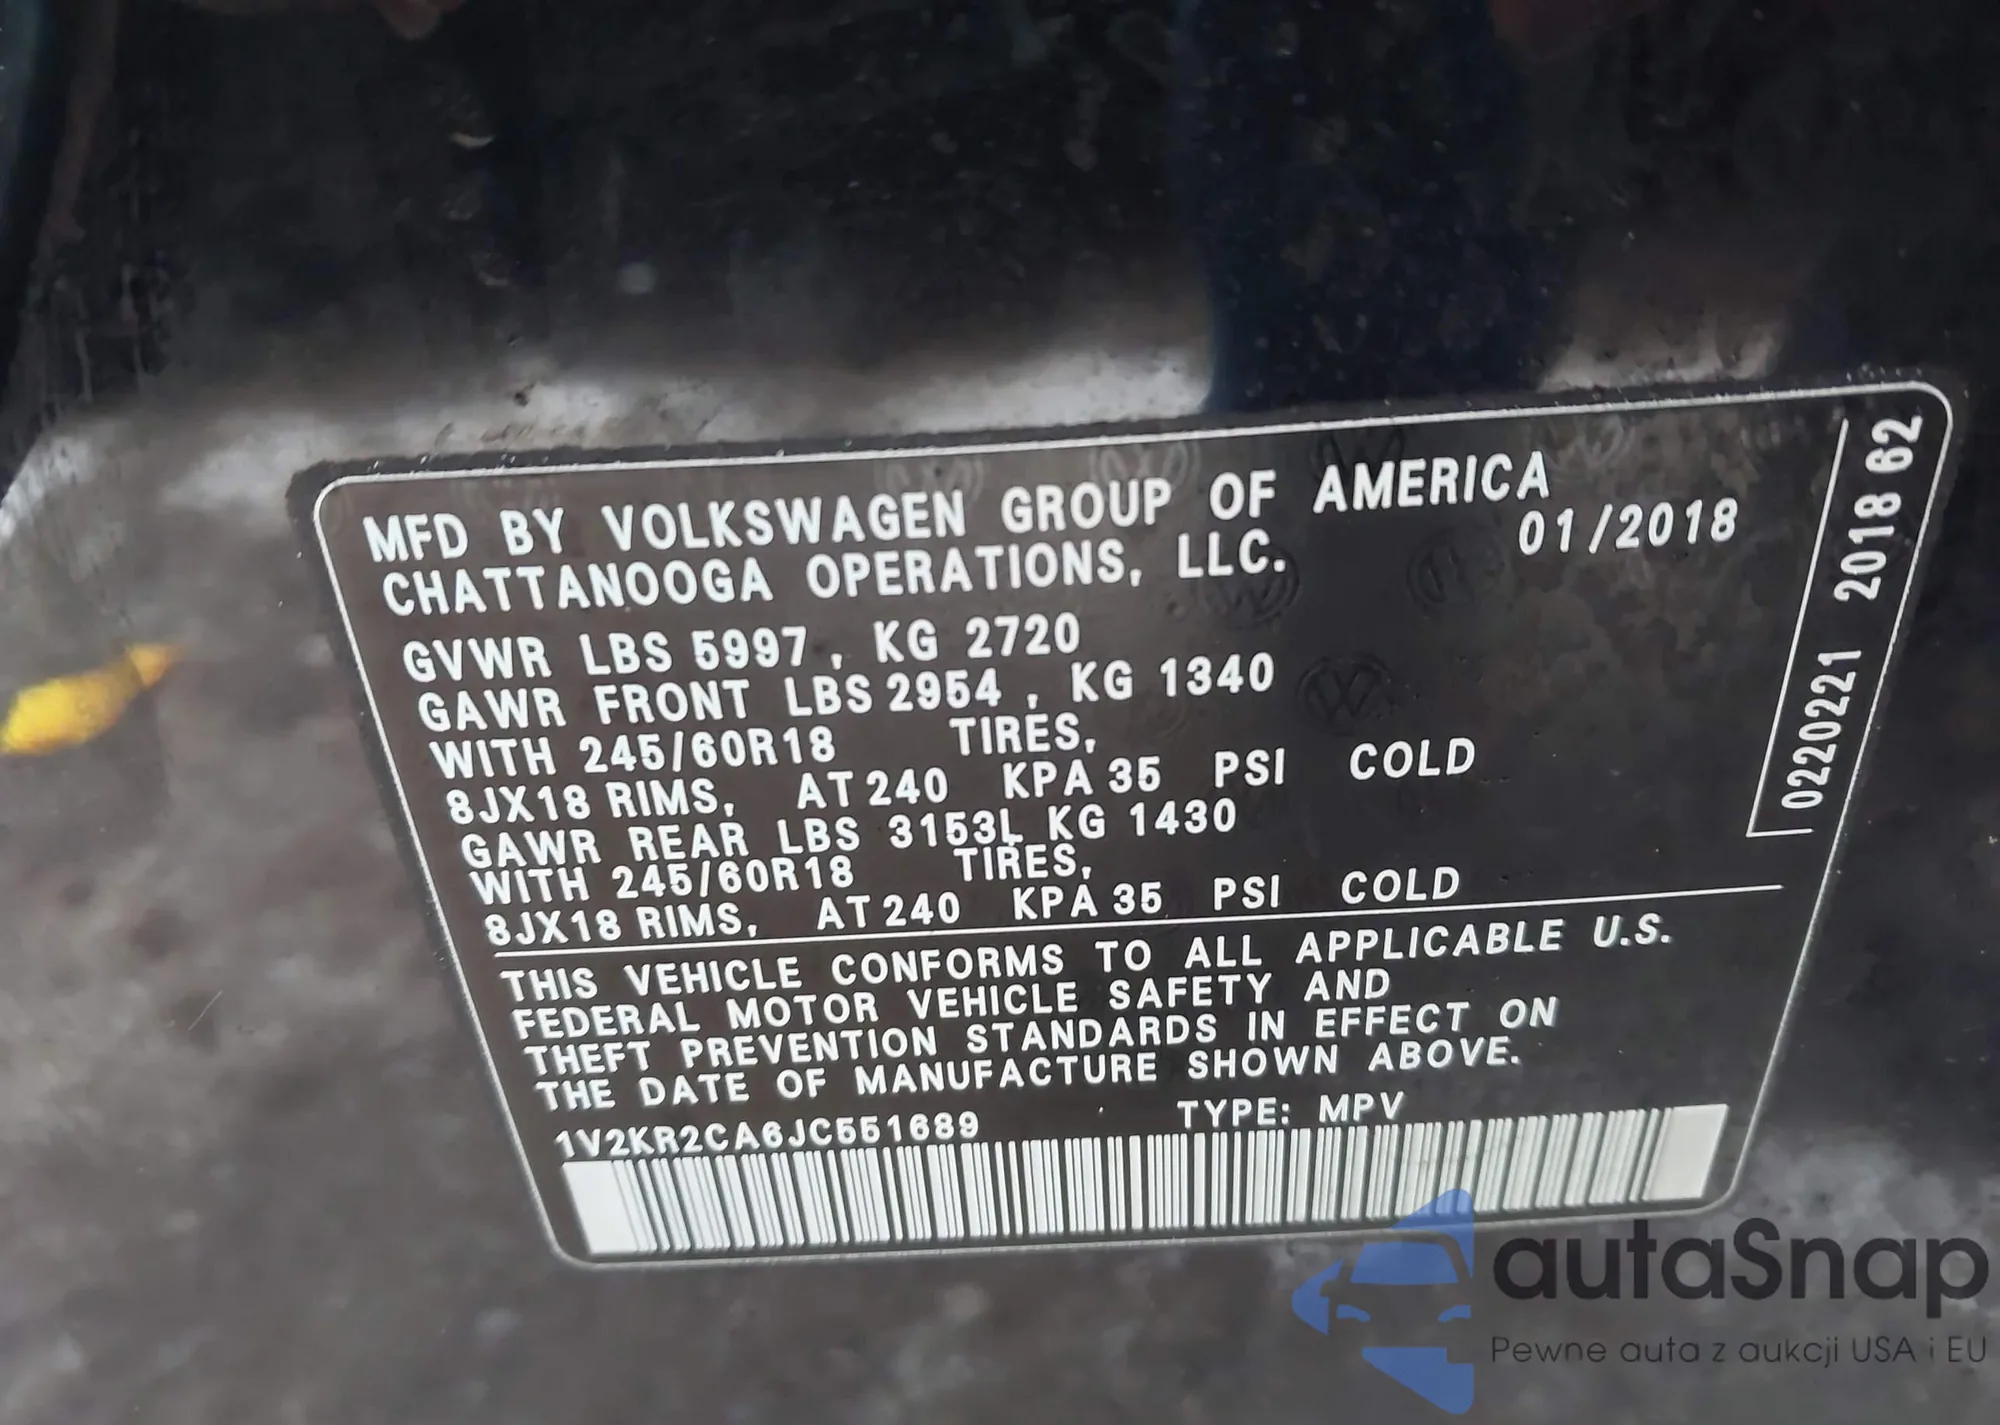 MFD BY VOLKSWAGEN GROUP OF AMERICA
CHATTANOOGA OPERATIONS, LLC. 01/2018
GVWR LBS 5997 , KG 2720
GAWR FRONT LBS 2954 , KG 1340
WITH 245/60R18 TIRES,
8JX18 RIMS, AT 240 KPA 35 PSI COLD
GAWR REAR LBS 3153L KG 1430
WITH 245/60R18 TIRES,
8JX18 RIMS, AT 240 KPA 35 PSI COLD
THIS VEHICLE CONFORMS TO ALL APPLICABLE U.S.
FEDERAL MOTOR VEHICLE SAFETY AND
THEFT PREVENTION STANDARDS IN EFFECT ON
THE DATE OF MANUFACTURE SHOWN ABOVE.
1V2KR2CA6JC551689 TYPE: MPV
0220221 2018 62
autaSnap
Pewne auta z aukcji USA i EU